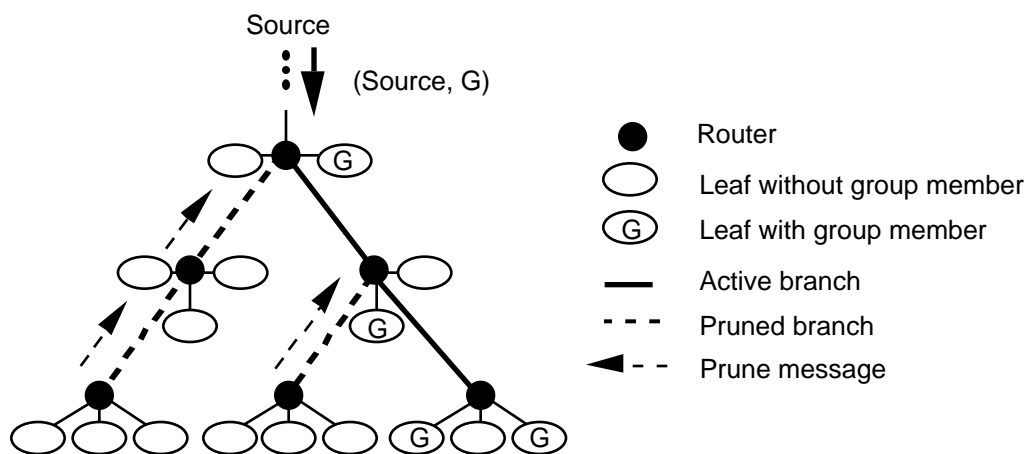 Source
(Source, G)
G
Router
Leaf without group member
G
Leaf with group member
Active branch
G
Pruned branch
Prune message
G
G